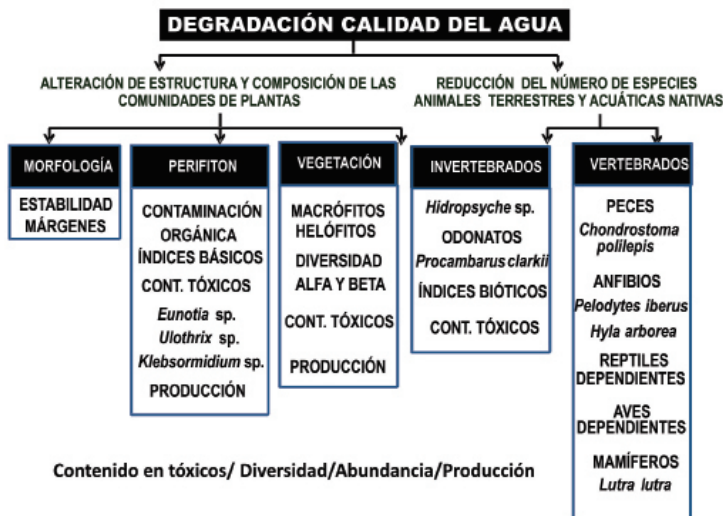 DEGRADACIÓN CALIDAD DEL AGUA
ALTERACIÓN DE ESTRUCTURA Y COMPOSICIÓN DE LAS
COMUNIDADES DE PLANTAS
REDUCCIÓN DEL NÚMERO DE ESPECIES
ANIMALES TERRESTRES Y ACUÁTICAS NATIVAS
MORFOLOGÍA
ESTABILIDAD
MÁRGENES
PERIFITON
CONTAMINACIÓN
ORGÁNICA
ÍNDICES BÁSICOS
CONT. TÓXICOS
Eunotia sp.
Ulothrix sp.
Klebsormidium sp.
PRODUCCIÓN
VEGETACIÓN
MACRÓFITOS
HELÓFITOS
DIVERSIDAD
ALFA Y BETA
CONT. TÓXICOS
PRODUCCIÓN
INVERTEBRADOS
Hidropsyche sp.
ODONATOS
Procambarus clarkii
ÍNDICES BIÓTICOS
CONT. TÓXICOS
VERTEBRADOS
PECES
Chondrostoma
polilepis
ANFIBIOS
Pelodytes iberus
Hyla arborea
REPTILES
DEPENDIENTES
AVES
DEPENDIENTES
MAMÍFEROS
Lutra lutra
Contenido en tóxicos/ Diversidad/Abundancia/Producción